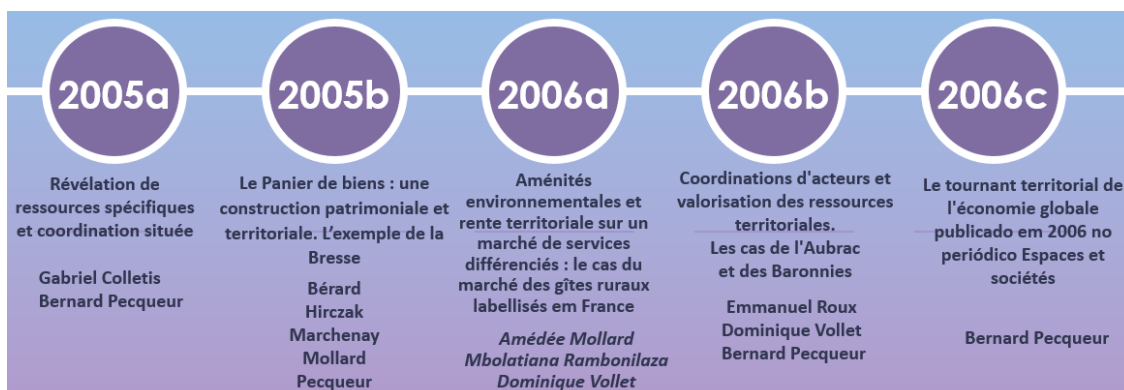 2005a
Révélation de
ressources spécifiques
et coordination située
Gabriel Colletis
Bernard Pecqueur
2005b
Le Panier de biens : une
construction patrimoniale et
territoriale. L'exemple de la
Bresse
Bérard
Hirczak
Marchenay
Mollard
Pecqueur
2006a
Aménités
environnementales et
rente territoriale sur un
marché de services
différenciés : le cas du
marché des gîtes ruraux
labellisés em France
Amédée Mollard
Mbolatiana Rambonilaza
Dominique Vollet
2006b
Coordinations d'acteurs et
valorisation des ressources
territoriales.
Les cas de l'Aubrac
et des Baronnies
Emmanuel Roux
Dominique Vollet
Bernard Pecqueur
2006c
Le tournant territorial de
l'économie globale
publicado em 2006 no
periódico Espaces et
sociétés
Bernard Pecqueur